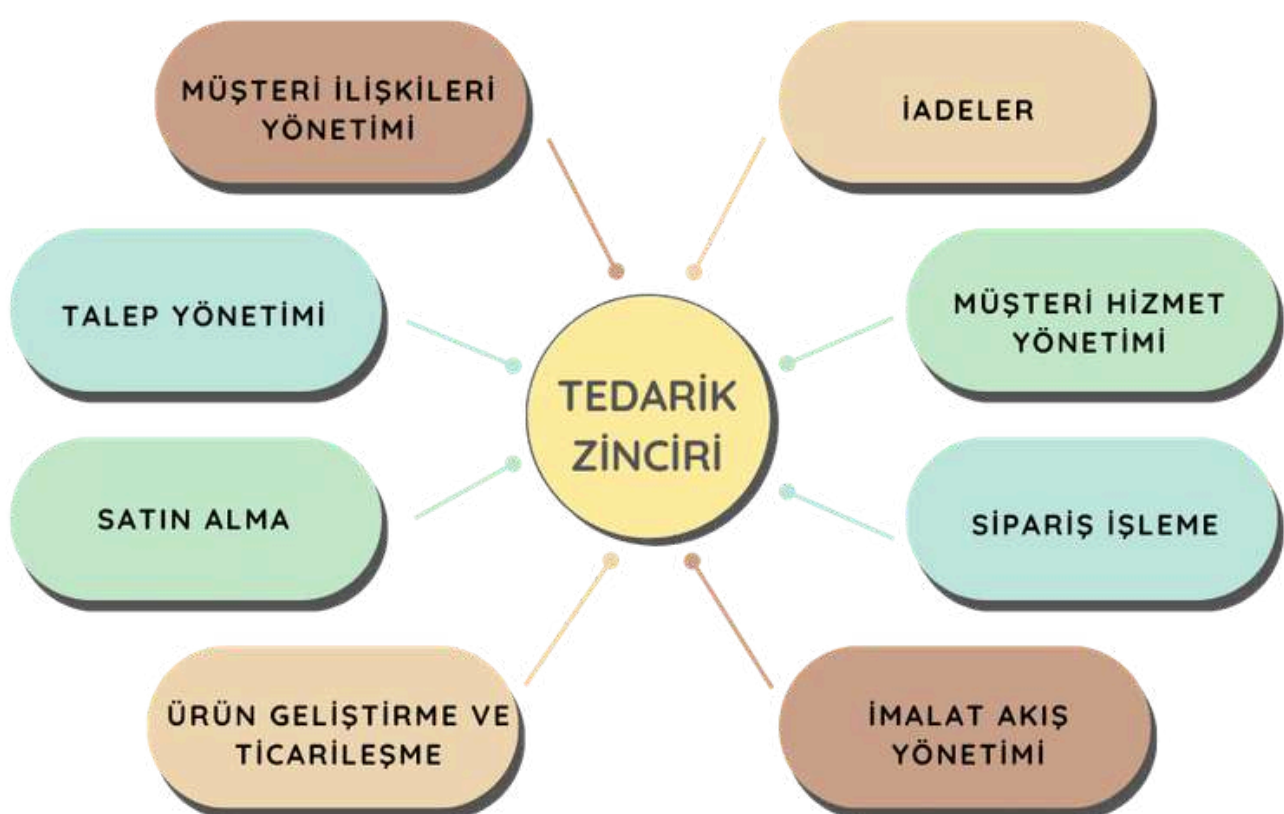 MÜŞTERİ İLİŞKİLERİ
YÖNETİMİ
İADELER
TALEP YÖNETİMİ
MÜŞTERİ HİZMET
YÖNETİMİ
TEDARİK
ZİNCİRİ
SATIN ALMA
SİPARİŞ İŞLEME
ÜRÜN GELİŞTİRME VE
TİCARİLEŞME
İMALAT AKIŞ
YÖNETİMİ